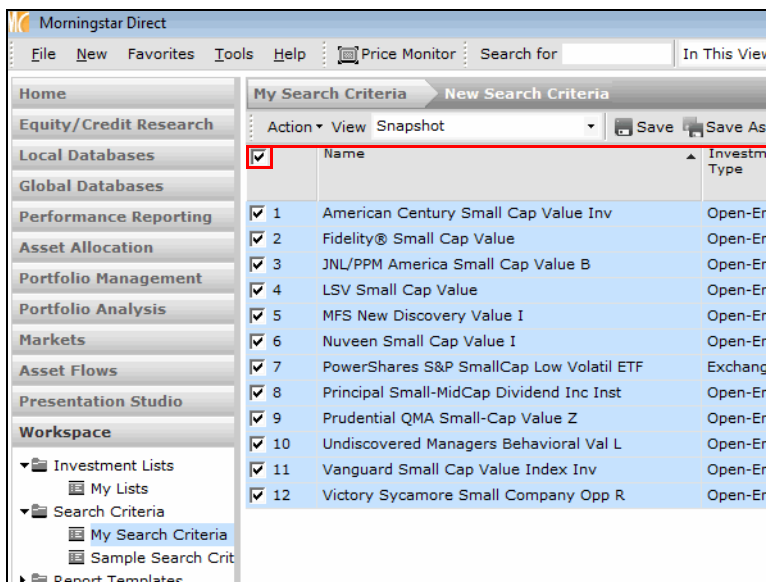 Morningstar Direct
File New Favorites Tools Help Price Monitor Search for In This View
Home
Equity/Credit Research
Local Databases
Global Databases
Performance Reporting
Asset Allocation
Portfolio Management
Portfolio Analysis
Markets
Asset Flows
Presentation Studio
Workspace
Investment Lists
My Lists
Search Criteria
My Search Criteria
Sample Search Crit
Report Templates
My Search Criteria New Search Criteria
Action View Snapshot Save Save As
Name Investm
Type
1 American Century Small Cap Value Inv Open-En
2 Fidelity® Small Cap Value Open-En
3 JNL/PPM America Small Cap Value B Open-En
4 LSV Small Cap Value Open-En
5 MFS New Discovery Value I Open-En
6 Nuveen Small Cap Value I Open-En
7 PowerShares S&P SmallCap Low Volatil ETF Exchang
8 Principal Small-MidCap Dividend Inc Inst Open-En
9 Prudential QMA Small-Cap Value Z Open-En
10 Undiscovered Managers Behavioral Val L Open-En
11 Vanguard Small Cap Value Index Inv Open-En
12 Victory Sycamore Small Company Opp R Open-En